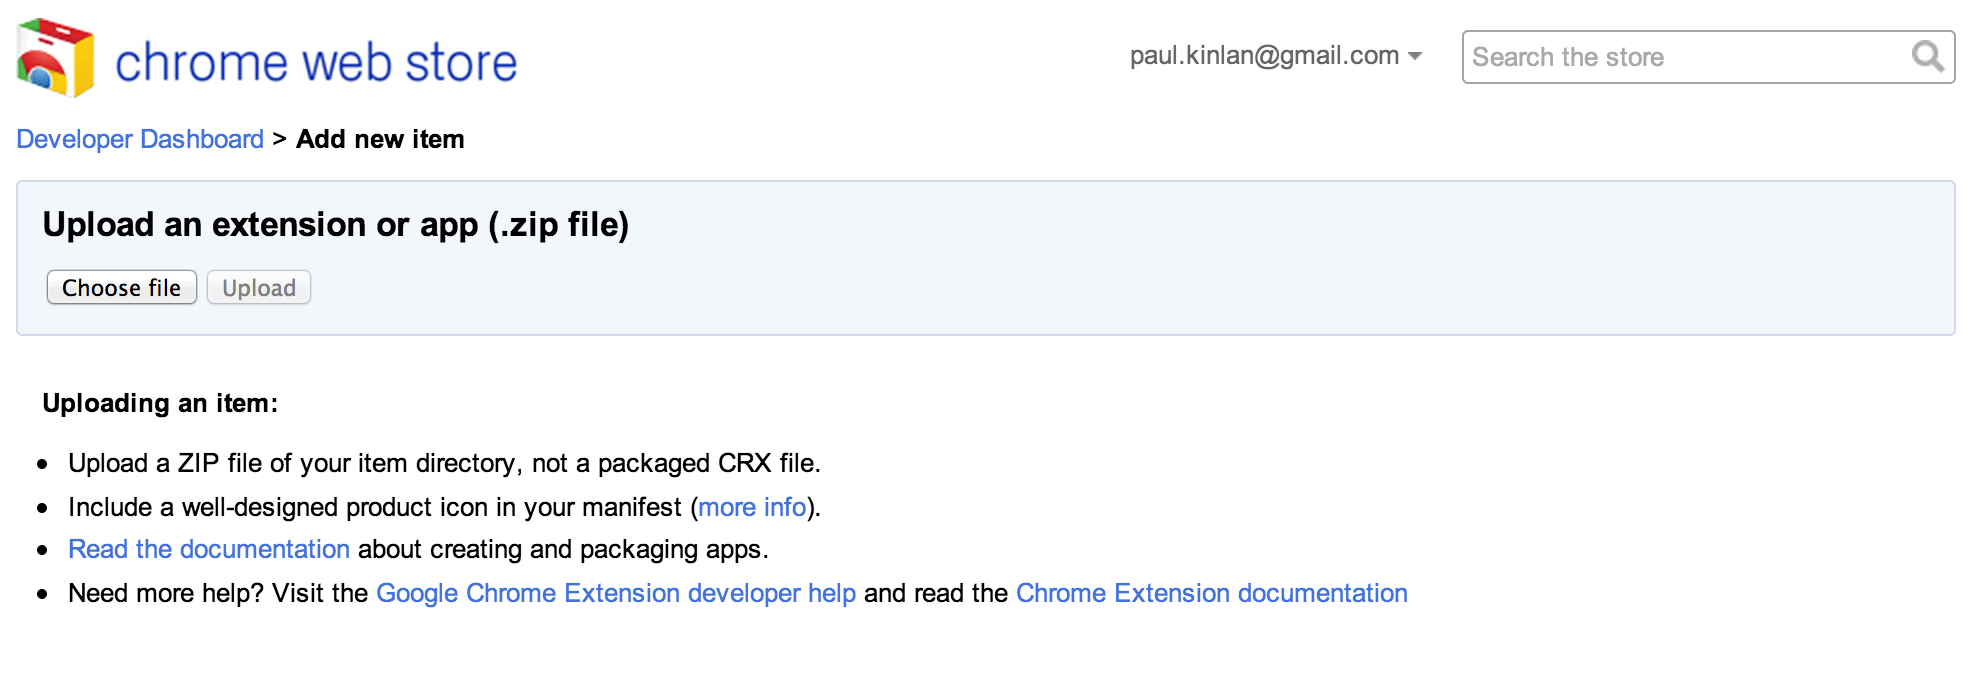 chrome web store
paul.kinlan@gmail.com
Search the store
Developer Dashboard > Add new item
Upload an extension or app (.zip file)
Choose file Upload
Uploading an item:
Upload a ZIP file of your item directory, not a packaged CRX file.
Include a well-designed product icon in your manifest (more info).
Read the documentation about creating and packaging apps.
Need more help? Visit the Google Chrome Extension developer help and read the Chrome Extension documentation